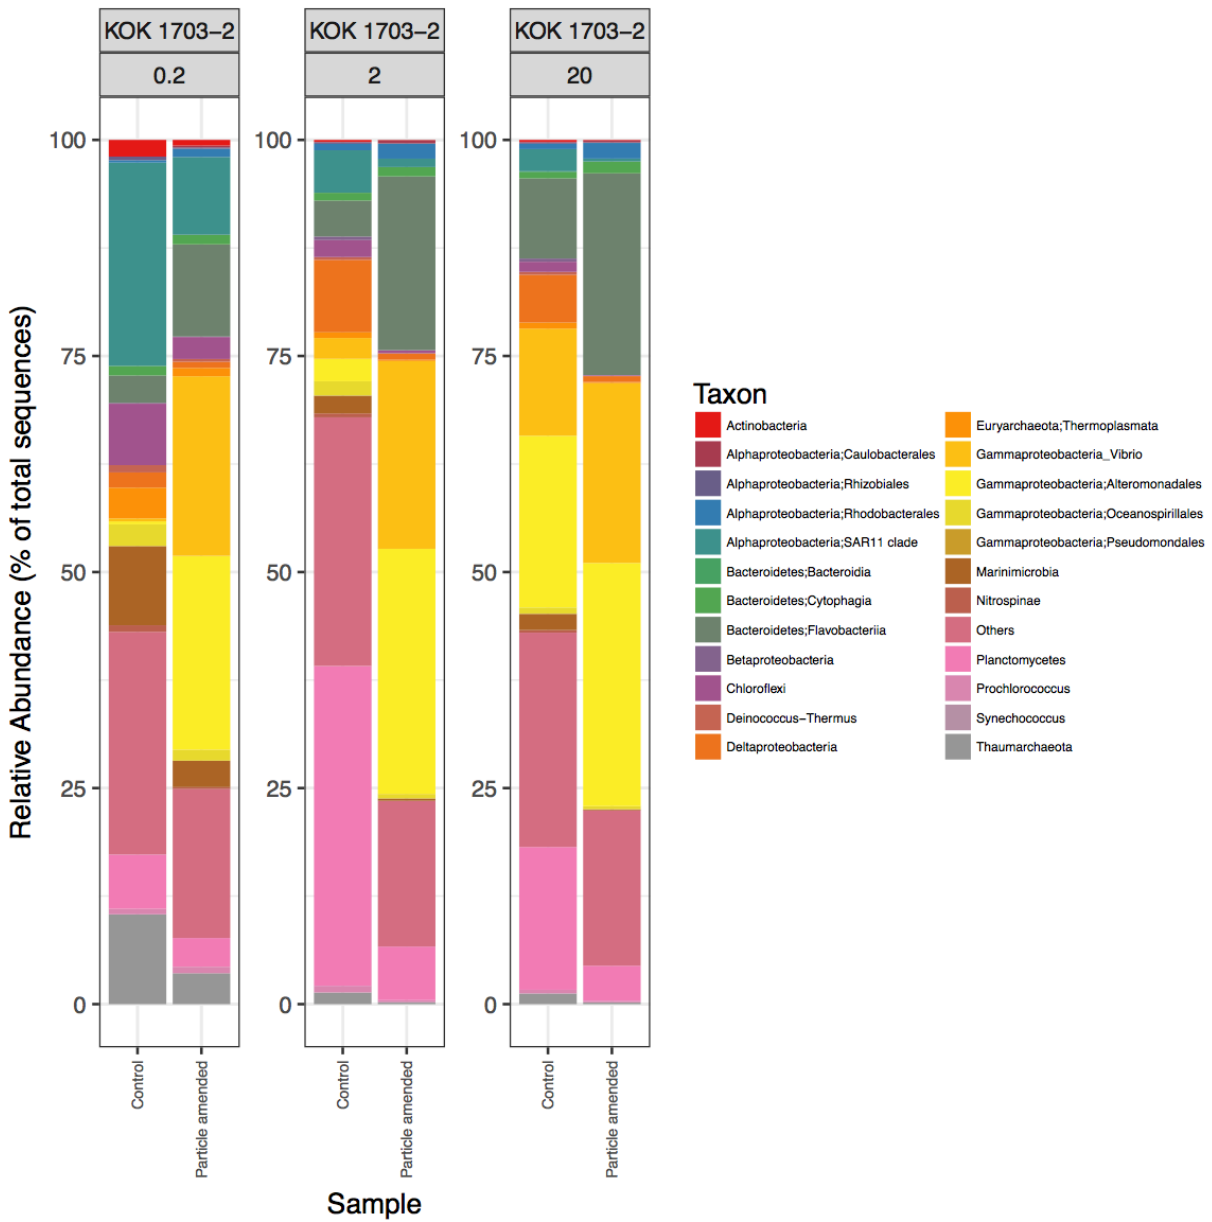 KOK 1703−2
KOK 1703−2
KOK 1703−2
0.2
2
20
100
75
50
25
0
100
75
50
25
0
100
75
50
25
0
Relative Abundance (% of total sequences)
Control
Particle amended
Control
Particle amended
Control
Particle amended
Sample
Taxon
Actinobacteria
Alphaproteobacteria;Caulobacterales
Alphaproteobacteria;Rhizobiales
Alphaproteobacteria;Rhodobacterales
Alphaproteobacteria;SAR11 clade
Bacteroidetes;Bacteroidia
Bacteroidetes;Cytophagia
Bacteroidetes;Flavobacteriia
Betaproteobacteria
Chloroflexi
Deinococcus−Thermus
Deltaproteobacteria
Euryarchaeota;Thermoplasmata
Gammaproteobacteria_Vibrio
Gammaproteobacteria;Alteromonadales
Gammaproteobacteria;Oceanospirillales
Gammaproteobacteria;Pseudomondales
Marinimicrobia
Nitrospinae
Others
Planctomycetes
Prochlorococcus
Synechococcus
Thaumarchaeota